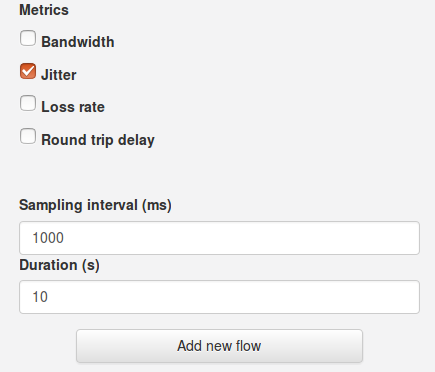 Metrics
Bandwidth
Jitter
Loss rate
Round trip delay
Sampling interval (ms)
1000
Duration (s)
10
Add new flow